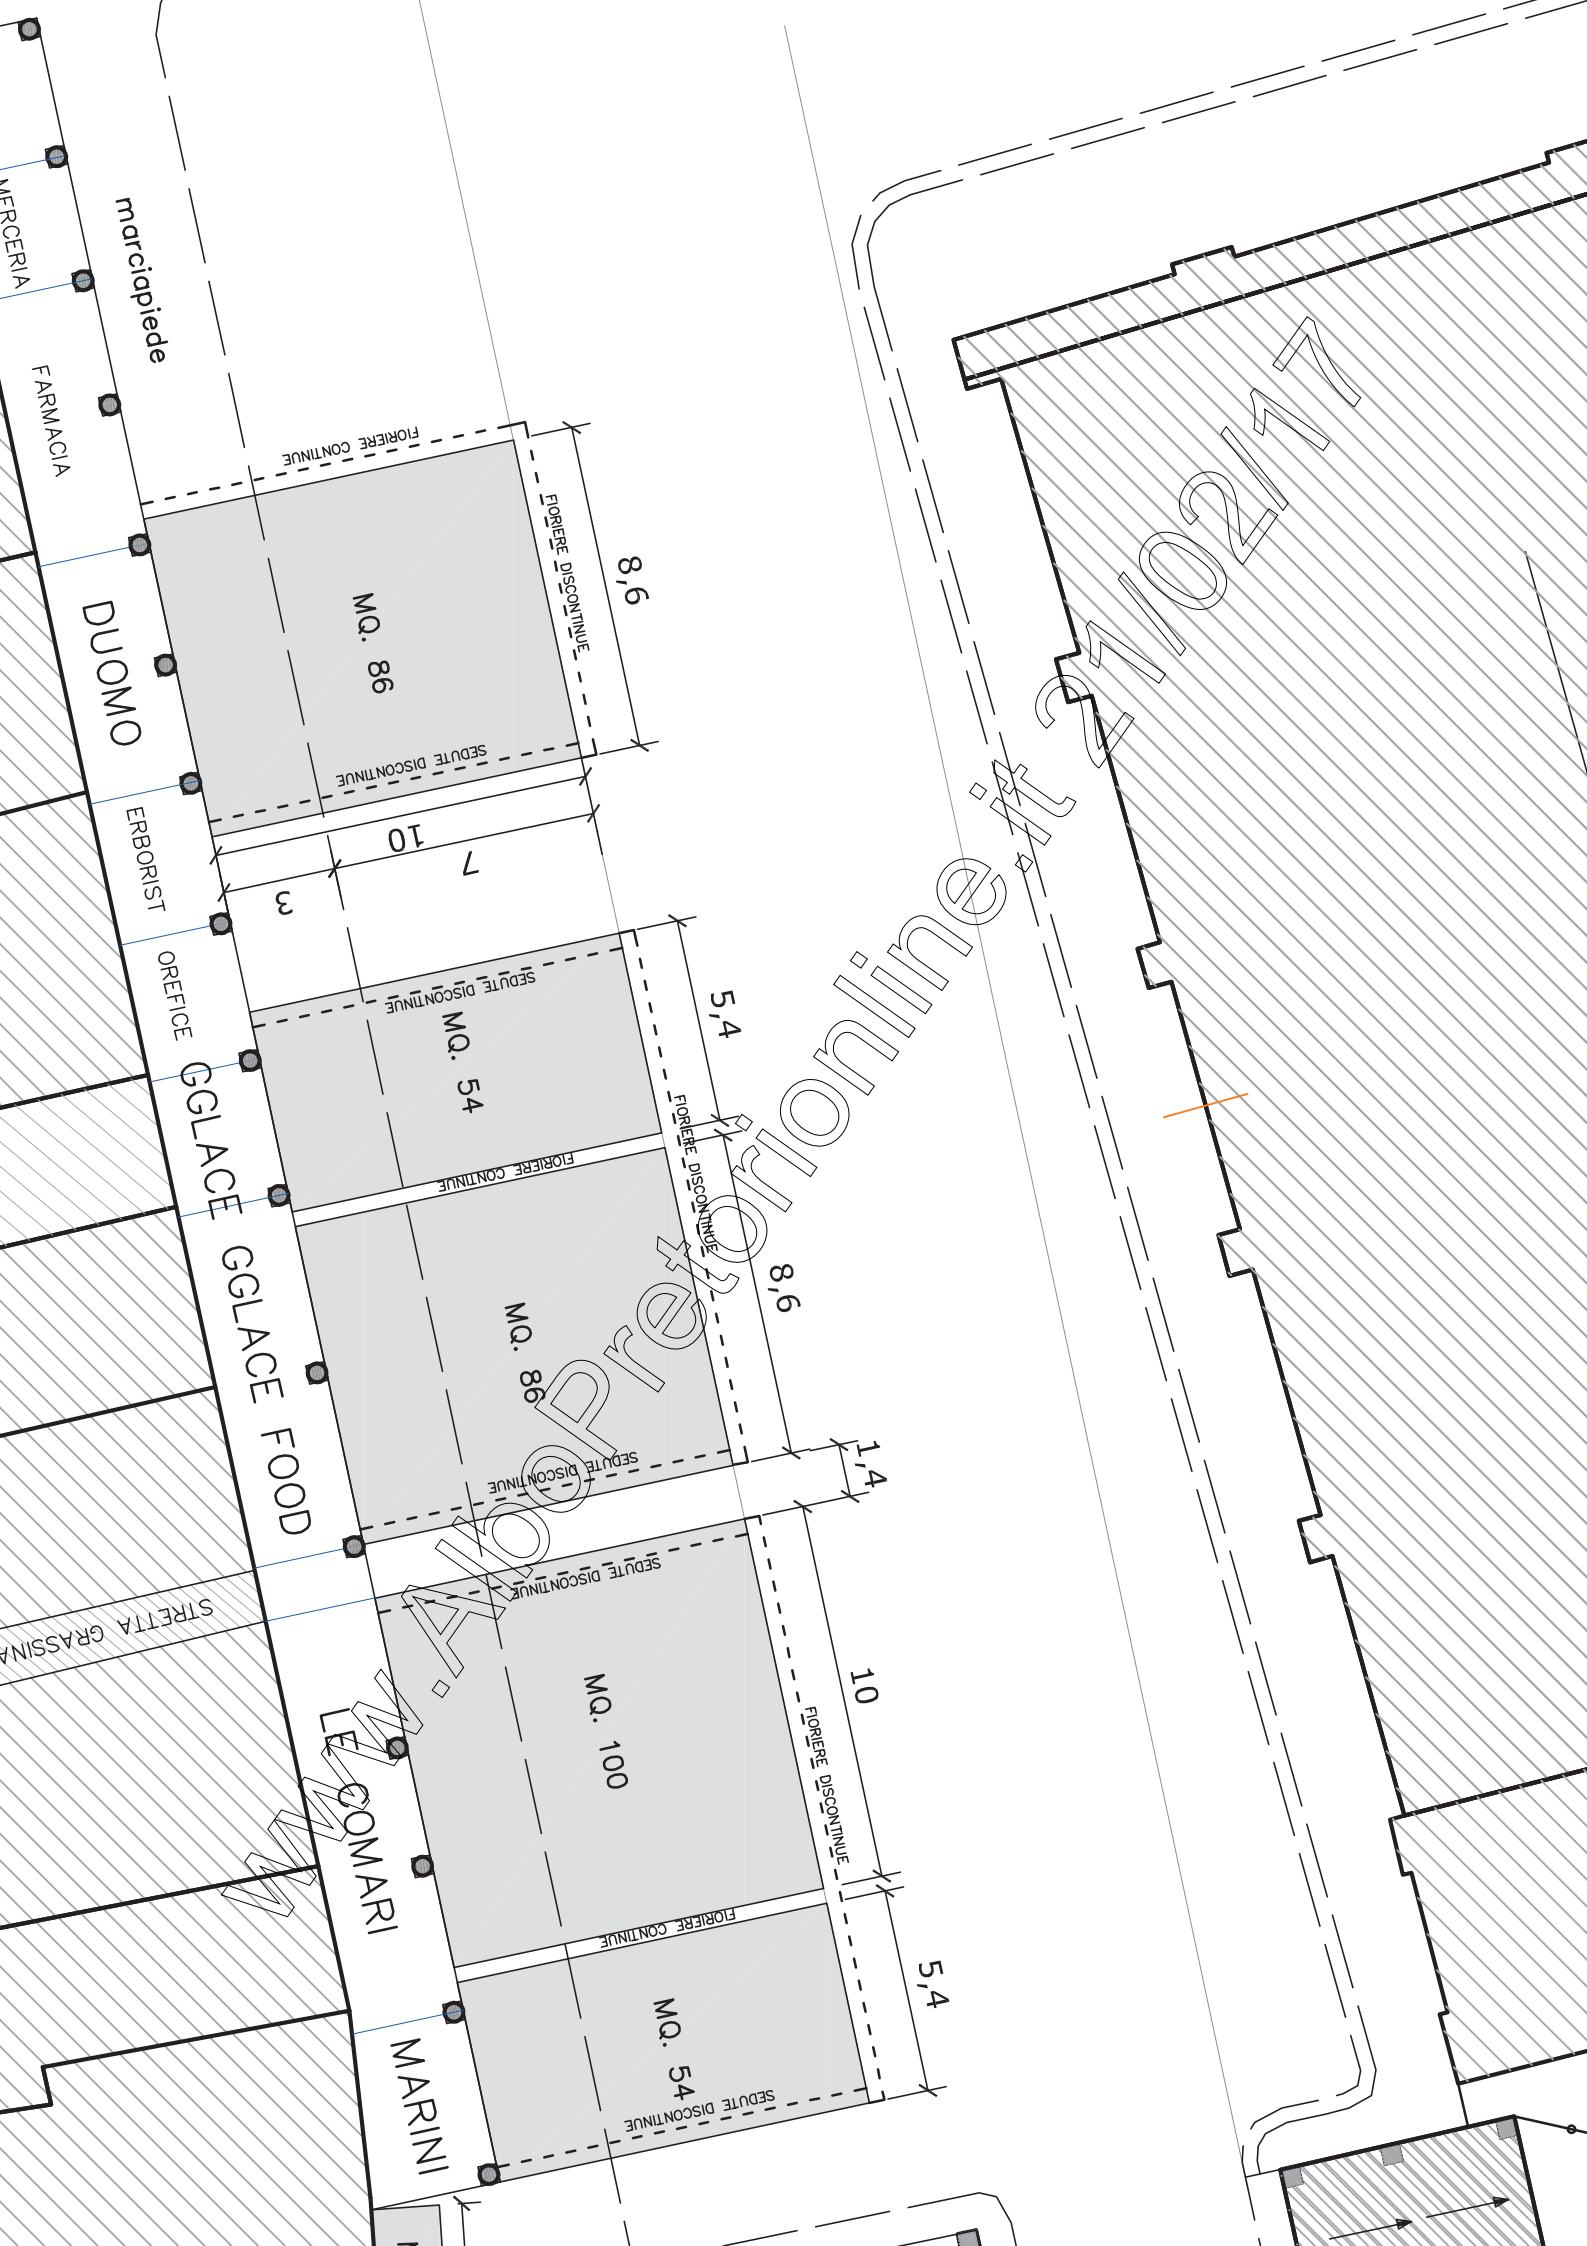 MERCERIA
marciapiede
FARMACIA
FIORIERE CONTINUE
FIORIERE DISCONTINUE
8,6
MQ. 86
DUOMO
SEDUTE DISCONTINUE
10
7
3
ERBORIST
OREFICE
SEDUTE DISCONTINUE
5,4
MQ. 54
GGLACE
FIORIERE DISCONTINUE
FIORIERE CONTINUE
8,6
MQ. 86
GGLACE FOOD
SEDUTE DISCONTINUE
1,4
SEDUTE DISCONTINUE
STRETTA GRASSINA
10
MQ. 100
FIORIERE DISCONTINUE
LE COMARI
FIORIERE CONTINUE
5,4
MQ. 54
MARINI
SEDUTE DISCONTINUE
www.AlboPretorionline.it 21/02/17